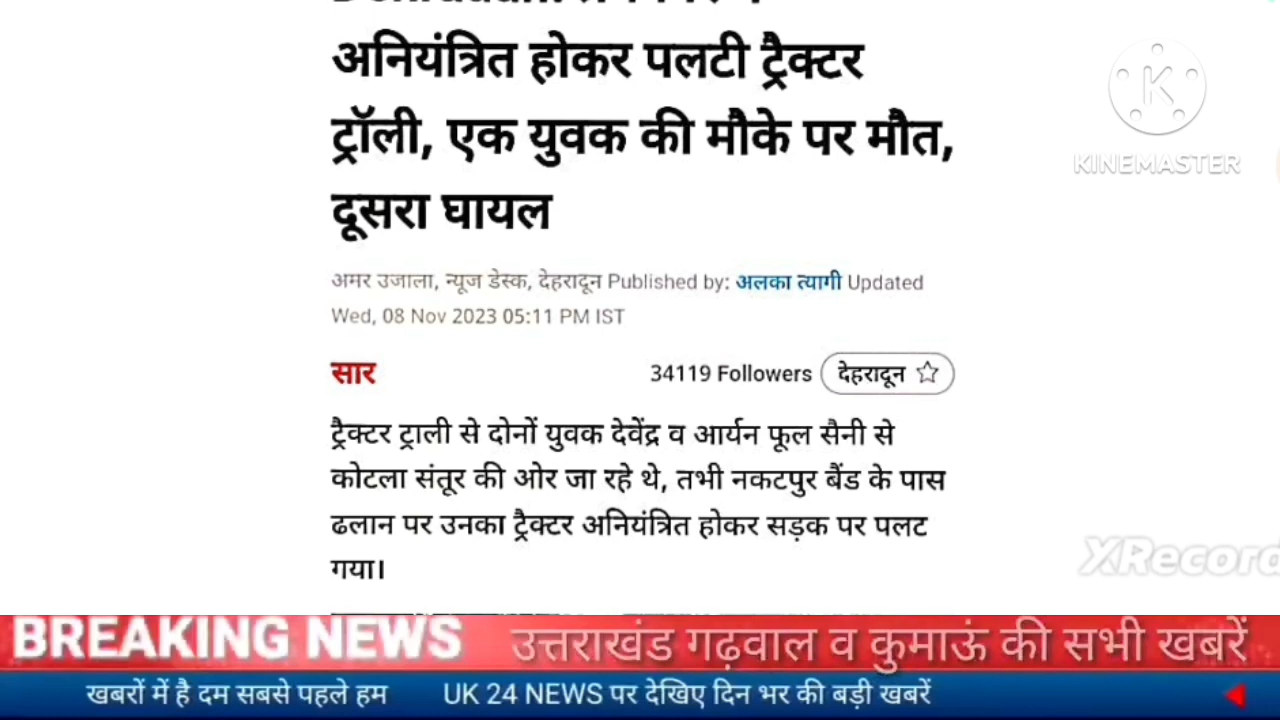 अनियंत्रित होकर पलटी ट्रैक्टर
ट्रॉली, एक युवक की मौके पर मौत,
दूसरा घायल
अमर उजाला, न्यूज डेस्क, देहरादून Published by: अलका त्यागी Updated
Wed, 08 Nov 2023 05:11 PM IST
सार
34119 Followers देहरादून
ट्रैक्टर ट्राली से दोनों युवक देवेंद्र व आर्यन फूल सैनी से
कोटला संतूर की ओर जा रहे थे, तभी नकटपुर बैंड के पास
ढलान पर उनका ट्रैक्टर अनियंत्रित होकर सड़क पर पलट
गया।
K
KINEMASTER
XRecord
BREAKING NEWS उत्तराखंड गढ़वाल व कुमाऊं की सभी खबरें
खबरों में है दम सबसे पहले हम UK 24 NEWS पर देखिए दिन भर की बड़ी खबरें